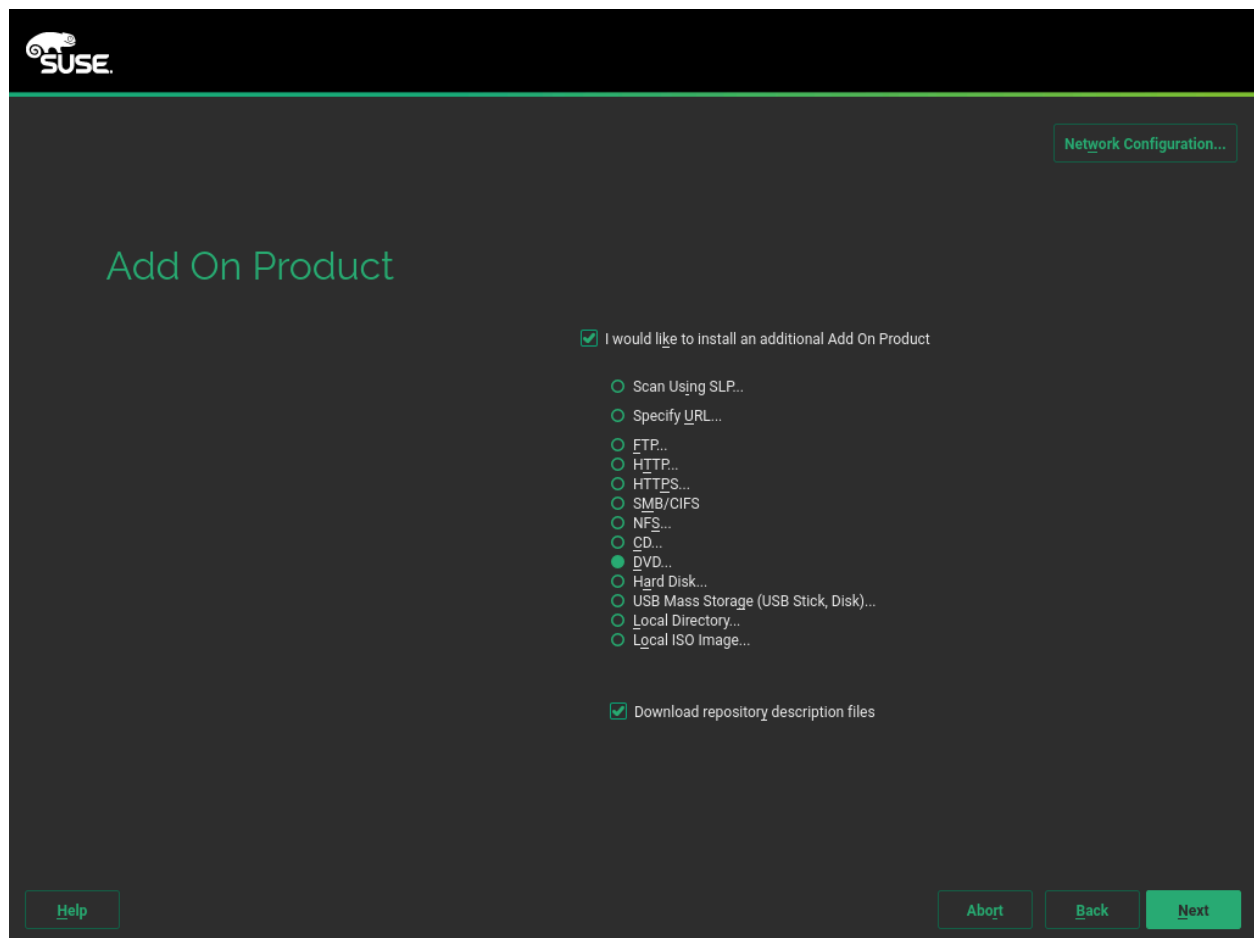 SUSE.
Network Configuration...
Add On Product
I would like to install an additional Add On Product
Scan Using SLP...
Specify URL...
FTP...
HTTP...
HTTPS...
SMB/CIFS
NFS...
CD...
DVD...
Hard Disk...
USB Mass Storage (USB Stick, Disk)...
Local Directory...
Local ISO Image...
Download repository description files
Help
Abort
Back
Next